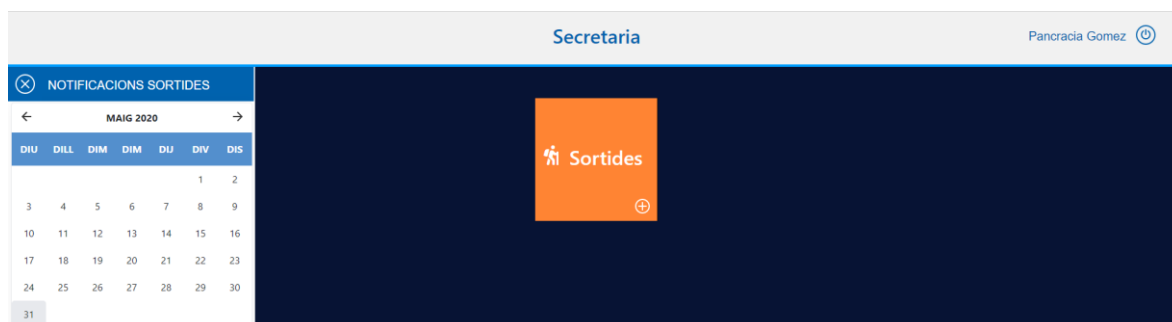 Secretaria
Pancracia Gomez
NOTIFICACIONS SORTIDES
MAIG 2020
DIU DILL DIM DIM DIJ DIV DIS
1 2
3 4 5 6 7 8 9
10 11 12 13 14 15 16
17 18 19 20 21 22 23
24 25 26 27 28 29 30
31
Sortides